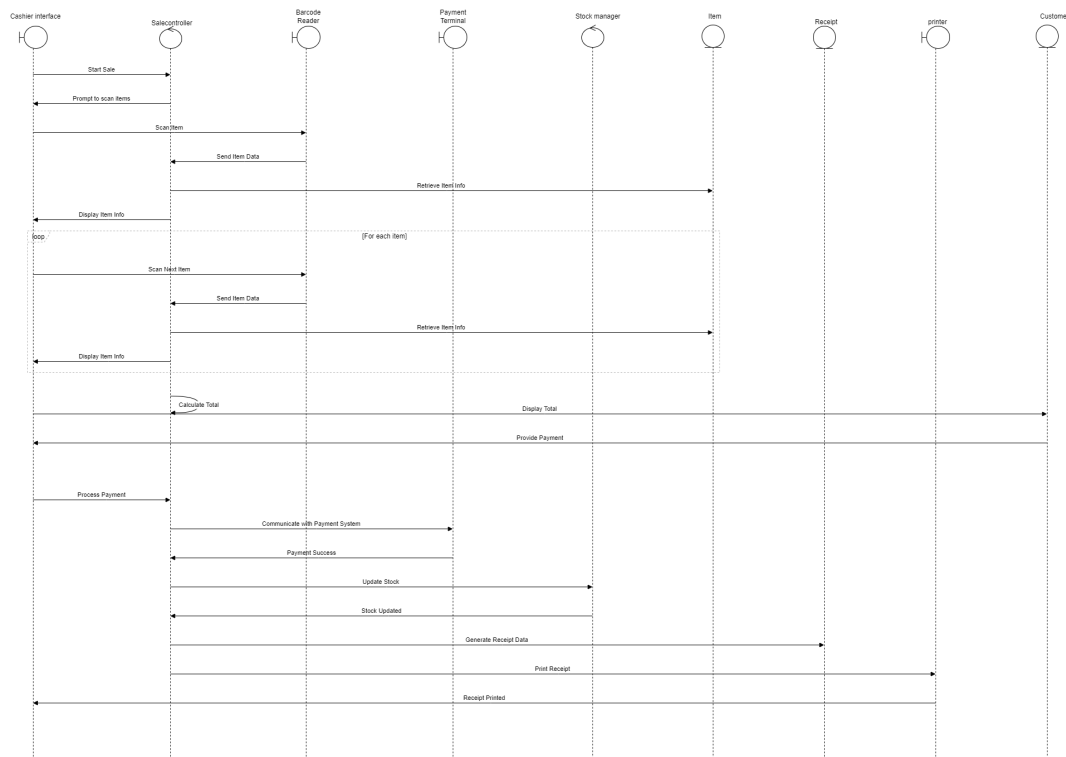 Cashier interface
Salecontroller
Barcode
Reader
Payment
Terminal
Stock manager
Item
Receipt
printer
Custome
Start Sale
Prompt to scan items
Scan Item
Send Item Data
Retrieve Item Info
Display Item Info
loop
[For each item]
Scan Next Item
Send Item Data
Retrieve Item Info
Display Item Info
Calculate Total
Display Total
Provide Payment
Process Payment
Communicate with Payment System
Payment Success
Update Stock
Stock Updated
Generate Receipt Data
Print Receipt
Receipt Printed